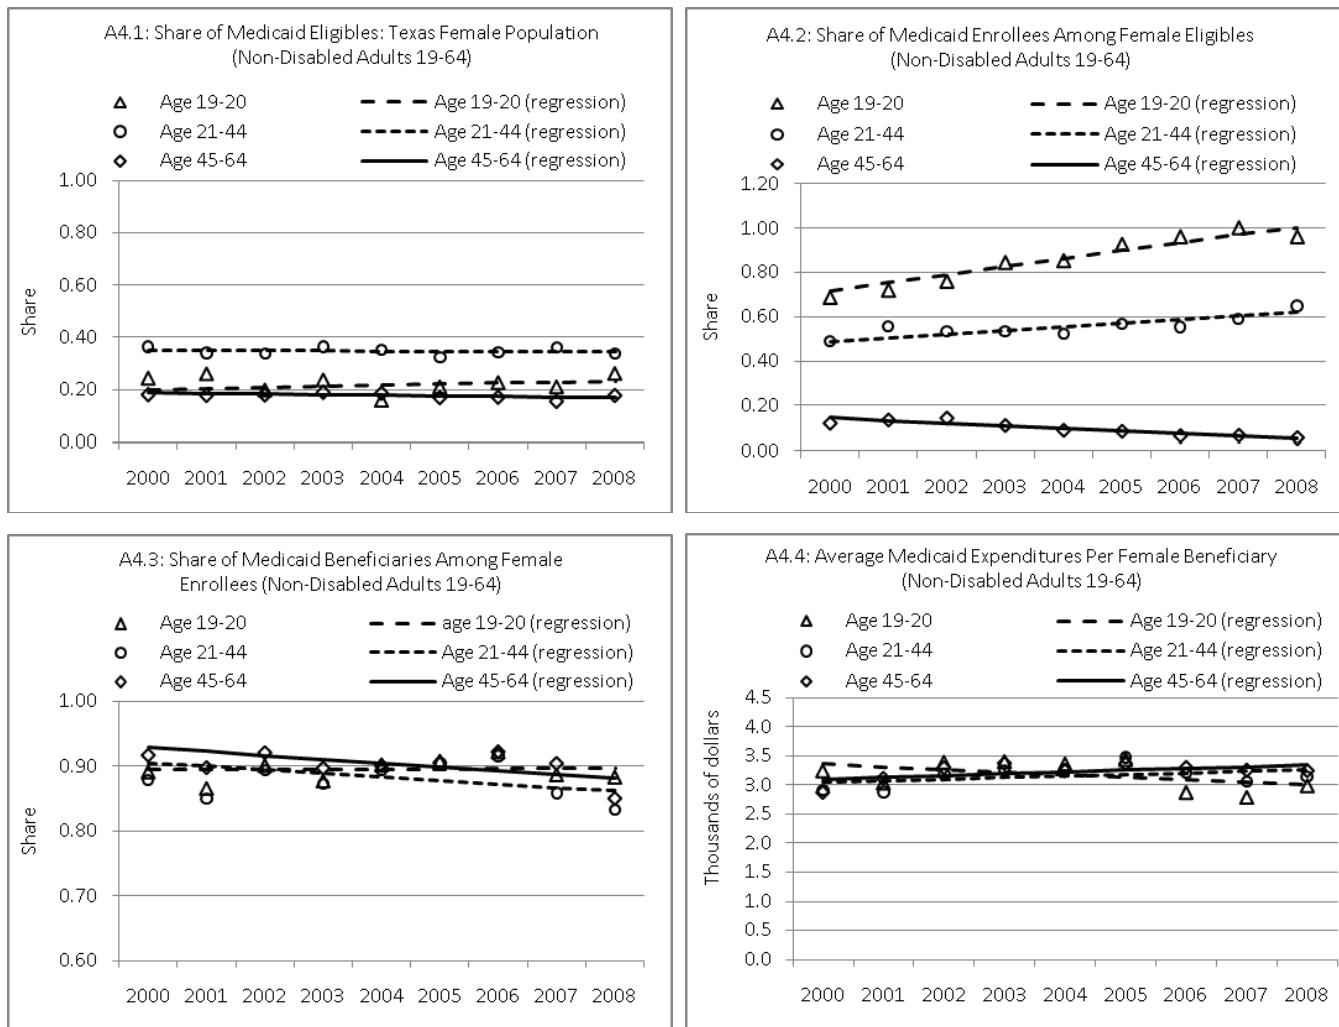 A4.1: Share of Medicaid Eligibles: Texas Female Population
(Non-Disabled Adults 19-64)
Age 19-20
Age 19-20 (regression)
Age 21-44
Age 21-44 (regression)
Age 45-64
Age 45-64 (regression)
1.00
0.80
0.60
0.40
0.20
0.00
Share
2000 2001 2002 2003 2004 2005 2006 2007 2008
A4.2: Share of Medicaid Enrollees Among Female Eligibles
(Non-Disabled Adults 19-64)
Age 19-20
Age 19-20 (regression)
Age 21-44
Age 21-44 (regression)
Age 45-64
Age 45-64 (regression)
1.20
1.00
0.80
0.60
0.40
0.20
0.00
Share
2000 2001 2002 2003 2004 2005 2006 2007 2008
A4.3: Share of Medicaid Beneficiaries Among Female
Enrollees (Non-Disabled Adults 19-64)
Age 19-20
age 19-20 (regression)
Age 21-44
Age 21-44 (regression)
Age 45-64
Age 45-64 (regression)
1.00
0.90
0.80
0.70
0.60
Share
2000 2001 2002 2003 2004 2005 2006 2007 2008
A4.4: Average Medicaid Expenditures Per Female Beneficiary
(Non-Disabled Adults 19-64)
Age 19-20
Age 19-20 (regression)
Age 21-44
Age 21-44 (regression)
Age 45-64
Age 45-64 (regression)
4.5
4.0
3.5
3.0
2.5
2.0
1.5
1.0
0.5
0.0
Thousands of dollars
2000 2001 2002 2003 2004 2005 2006 2007 2008